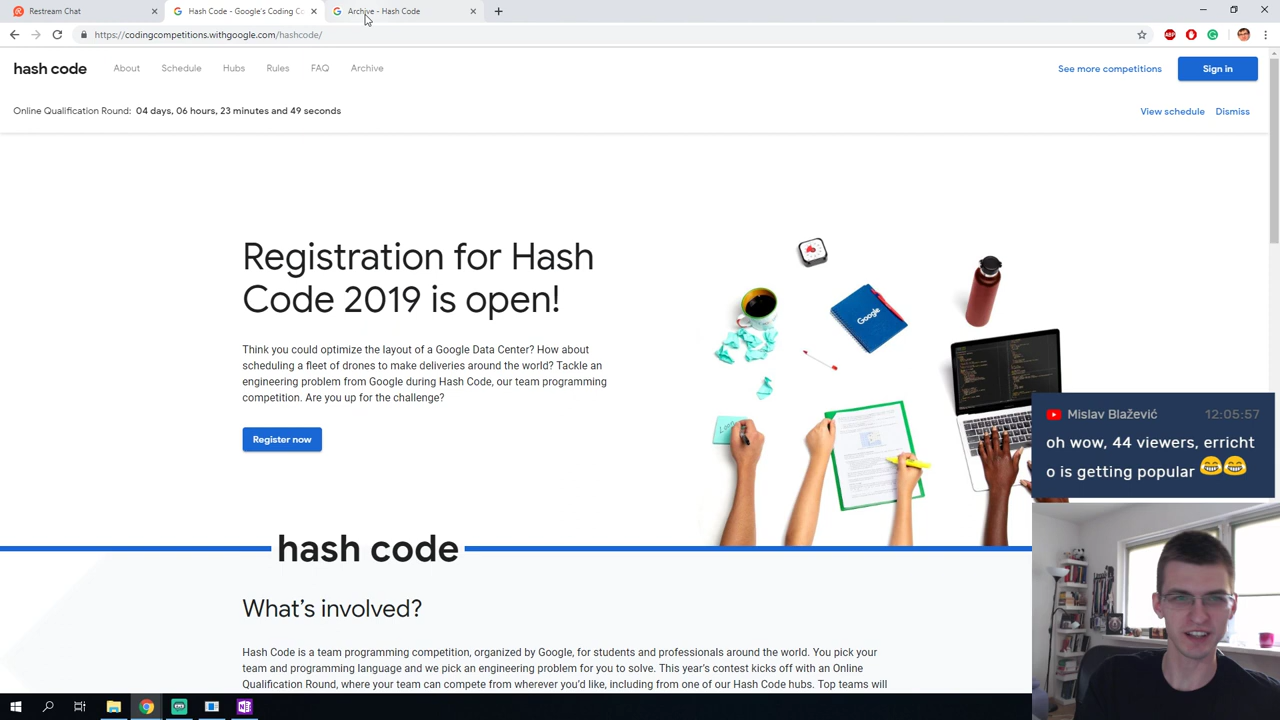 Restream Chat
Hash Code - Google's Coding Co
Archive - Hash Code
https://codingcompetitions.withgoogle.com/hashcode/
ABP
hash code
About
Schedule
Hubs
Rules
FAQ
Archive
See more competitions
Sign in
Online Qualification Round: 04 days, 06 hours, 23 minutes and 49 seconds
View schedule
Dismiss
Registration for Hash
Code 2019 is open!
Google
Think you could optimize the layout of a Google Data Center? How about
scheduling a fleet of drones to make deliveries around the world? Tackle an
engineering problem from Google during Hash Code, our team programming
competition. Are you up for the challenge?
Register now
Mislav Blažević
12:05:57
oh wow, 44 viewers, erricht
o is getting popular 😂😂
hash code
What's involved?
Hash Code is a team programming competition, organized by Google, for students and professionals around the world. You pick your
team and programming language and we pick an engineering problem for you to solve. This year's contest kicks off with an Online
Qualification Round, where your team can compete from wherever you'd like, including from one of our Hash Code hubs. Top teams will